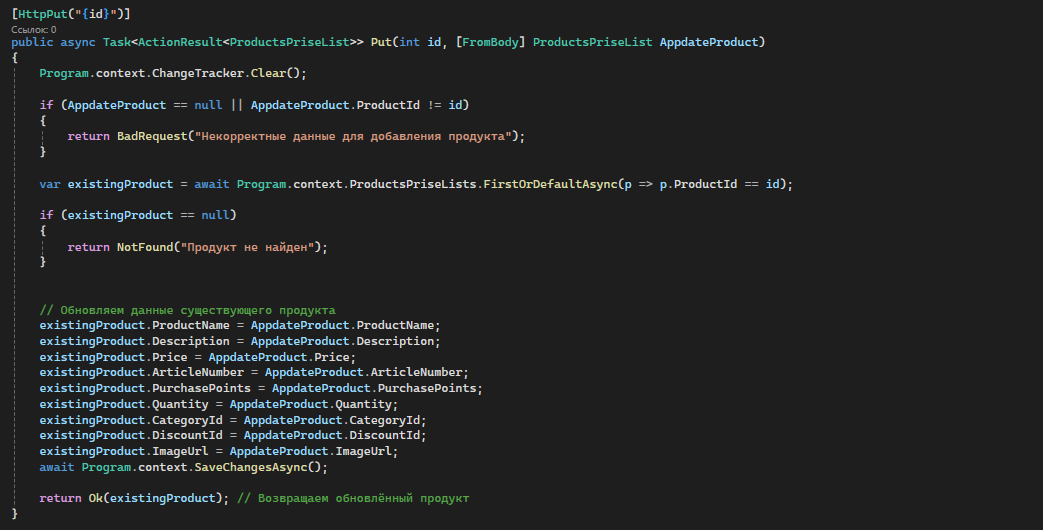 [HttpPut("{id}")]
Ссылок: 0
public async Task<ActionResult<ProductsPriseList>> Put(int id, [FromBody] ProductsPriseList AppdateProduct)
{
    Program.context.ChangeTracker.Clear();
    if (AppdateProduct == null || AppdateProduct.ProductId != id)
    {
        return BadRequest("Некорректные данные для добавления продукта");
    }
    var existingProduct = await Program.context.ProductsPriseLists.FirstOrDefaultAsync(p => p.ProductId == id);
    if (existingProduct == null)
    {
        return NotFound("Продукт не найден");
    }
    // Обновляем данные существующего продукта
    existingProduct.ProductName = AppdateProduct.ProductName;
    existingProduct.Description = AppdateProduct.Description;
    existingProduct.Price = AppdateProduct.Price;
    existingProduct.ArticleNumber = AppdateProduct.ArticleNumber;
    existingProduct.PurchasePoints = AppdateProduct.PurchasePoints;
    existingProduct.Quantity = AppdateProduct.Quantity;
    existingProduct.CategoryId = AppdateProduct.CategoryId;
    existingProduct.DiscountId = AppdateProduct.DiscountId;
    existingProduct.ImageUrl = AppdateProduct.ImageUrl;
    await Program.context.SaveChangesAsync();
    return Ok(existingProduct); // Возвращаем обновлённый продукт
}